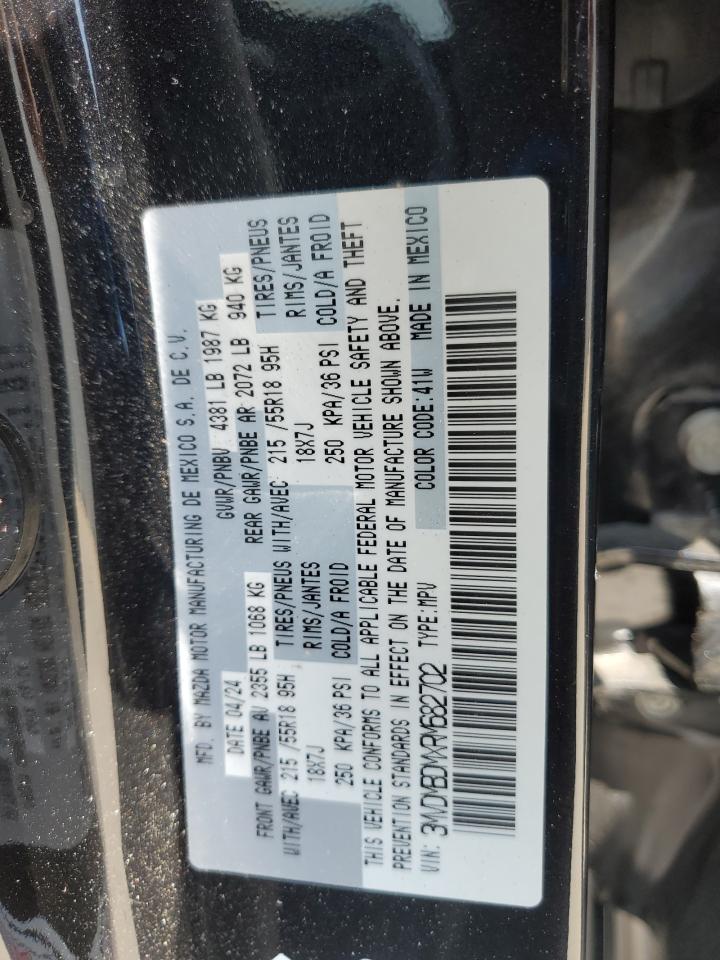 MFD. BY MAZDA MOTOR MANUFACTURING DE MEXICO S.A. DE C.V.
DATE 04/24 GVWR/PNBV 4381 LB 1987 KG
FRONT GAWR/PNBE AV 2355 LB 1068 KG REAR GAWR/PNBE AR 2072 LB 940 KG
WITH/AVEC 215 /55R18 95H TIRES/PNEUS WITH/AVEC 215 /55R18 95H TIRES/PNEUS
18X7J RIMS/JANTES 18X7J RIMS/JANTES
250 KPA/36 PSI COLD/A FROID 250 KPA/36 PSI COLD/A FROID
THIS VEHICLE CONFORMS TO ALL APPLICABLE FEDERAL MOTOR VEHICLE SAFETY AND THEFT
PREVENTION STANDARDS IN EFFECT ON THE DATE OF MANUFACTURE SHOWN ABOVE.
VIN: 3MVDMBDMXRM632702 TYPE:MPV COLOR CODE:41W MADE IN MEXICO